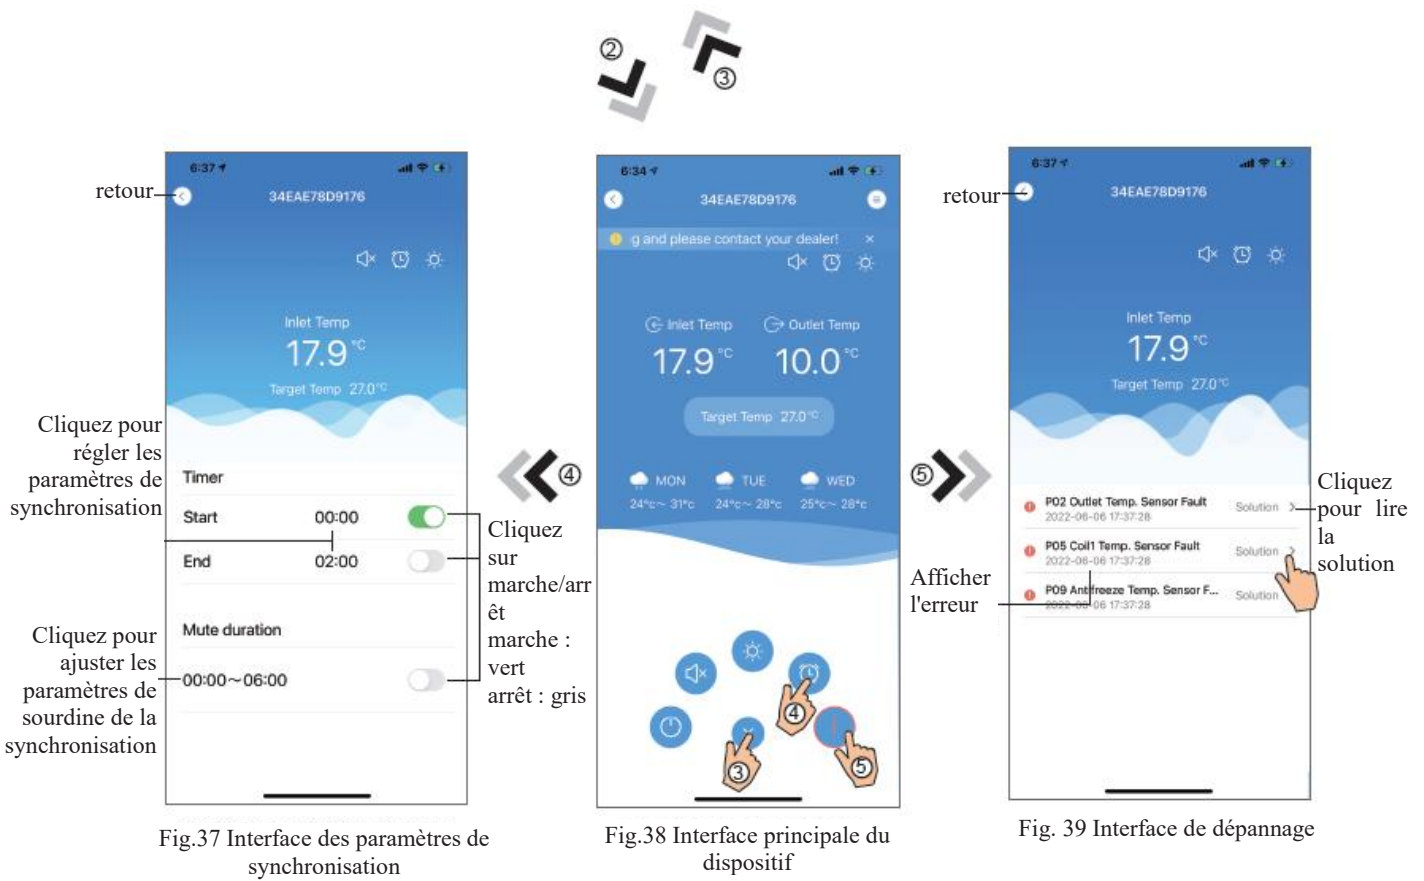 ②
③
retour
6:37
34EAE78D9176
Inlet Temp
17.9 °C
Target Temp 27.0°C
Cliquez pour
régler les
paramètres de
synchronisation
Timer
Start 00:00
End 02:00
Mute duration
00:00～06:00
Cliquez pour
ajuster les
paramètres de
sourdine de la
synchronisation
Cliquez
sur
marche/arr
êt
marche :
vert
arrêt : gris
Fig.37 Interface des paramètres de
synchronisation
④
6:34
34EAE78D9176
g and please contact your dealer! ×
Inlet Temp Outlet Temp
17.9 °C 10.0 °C
Target Temp 27.0°C
MON TUE WED
24°c～ 31°c 24°c～ 28°c 25°c～ 28°c
④
③
⑤
Fig.38 Interface principale du
dispositif
⑤
retour
6:37
34EAE78D9176
Inlet Temp
17.9 °C
Target Temp 27.0°C
P02 Outlet Temp. Sensor Fault
2022-06-06 17:37:28
Solution
P05 Coil1 Temp. Sensor Fault
2022-06-06 17:37:28
Solution
P09 Antifreeze Temp. Sensor F...
2022-06-06 17:37:28
Solution
Cliquez
pour lire
la
solution
Afficher
l'erreur
Fig. 39 Interface de dépannage